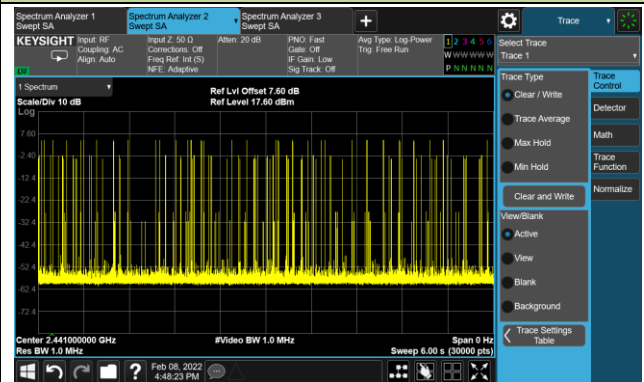 Spectrum Analyzer 1
Swept SA
Spectrum Analyzer 2
Swept SA
Spectrum Analyzer 3
Swept SA
Trace
KEYSIGHT
Input: RF
Coupling: AC
Align: Auto
Input Z: 50 Ω
Corrections: Off
Freq Ref: Int (S)
NFE: Adaptive
Atten: 20 dB
PNO: Fast
Gate: Off
IF Gain: Low
Sig Track: Off
Avg Type: Log-Power
Trig: Free Run
1 2 3 4 5 6
W W W W W W
P N N N N N
LXI
Select Trace
Trace 1
1 Spectrum
Scale/Div 10 dB
Ref Lvl Offset 7.60 dB
Ref Level 17.60 dBm
Log
7.60
-2.40
-12.4
-22.4
-32.4
-42.4
-52.4
-62.4
-72.4
Center 2.441000000 GHz
Res BW 1.0 MHz
#Video BW 1.0 MHz
Span 0 Hz
Sweep 6.00 s (30000 pts)
Trace Type
Clear / Write
Trace Average
Max Hold
Min Hold
Clear and Write
View/Blank
Active
View
Blank
Background
Trace Settings
Table
Trace
Control
Detector
Math
Trace
Function
Normalize
?
Feb 08, 2022
4:48:23 PM